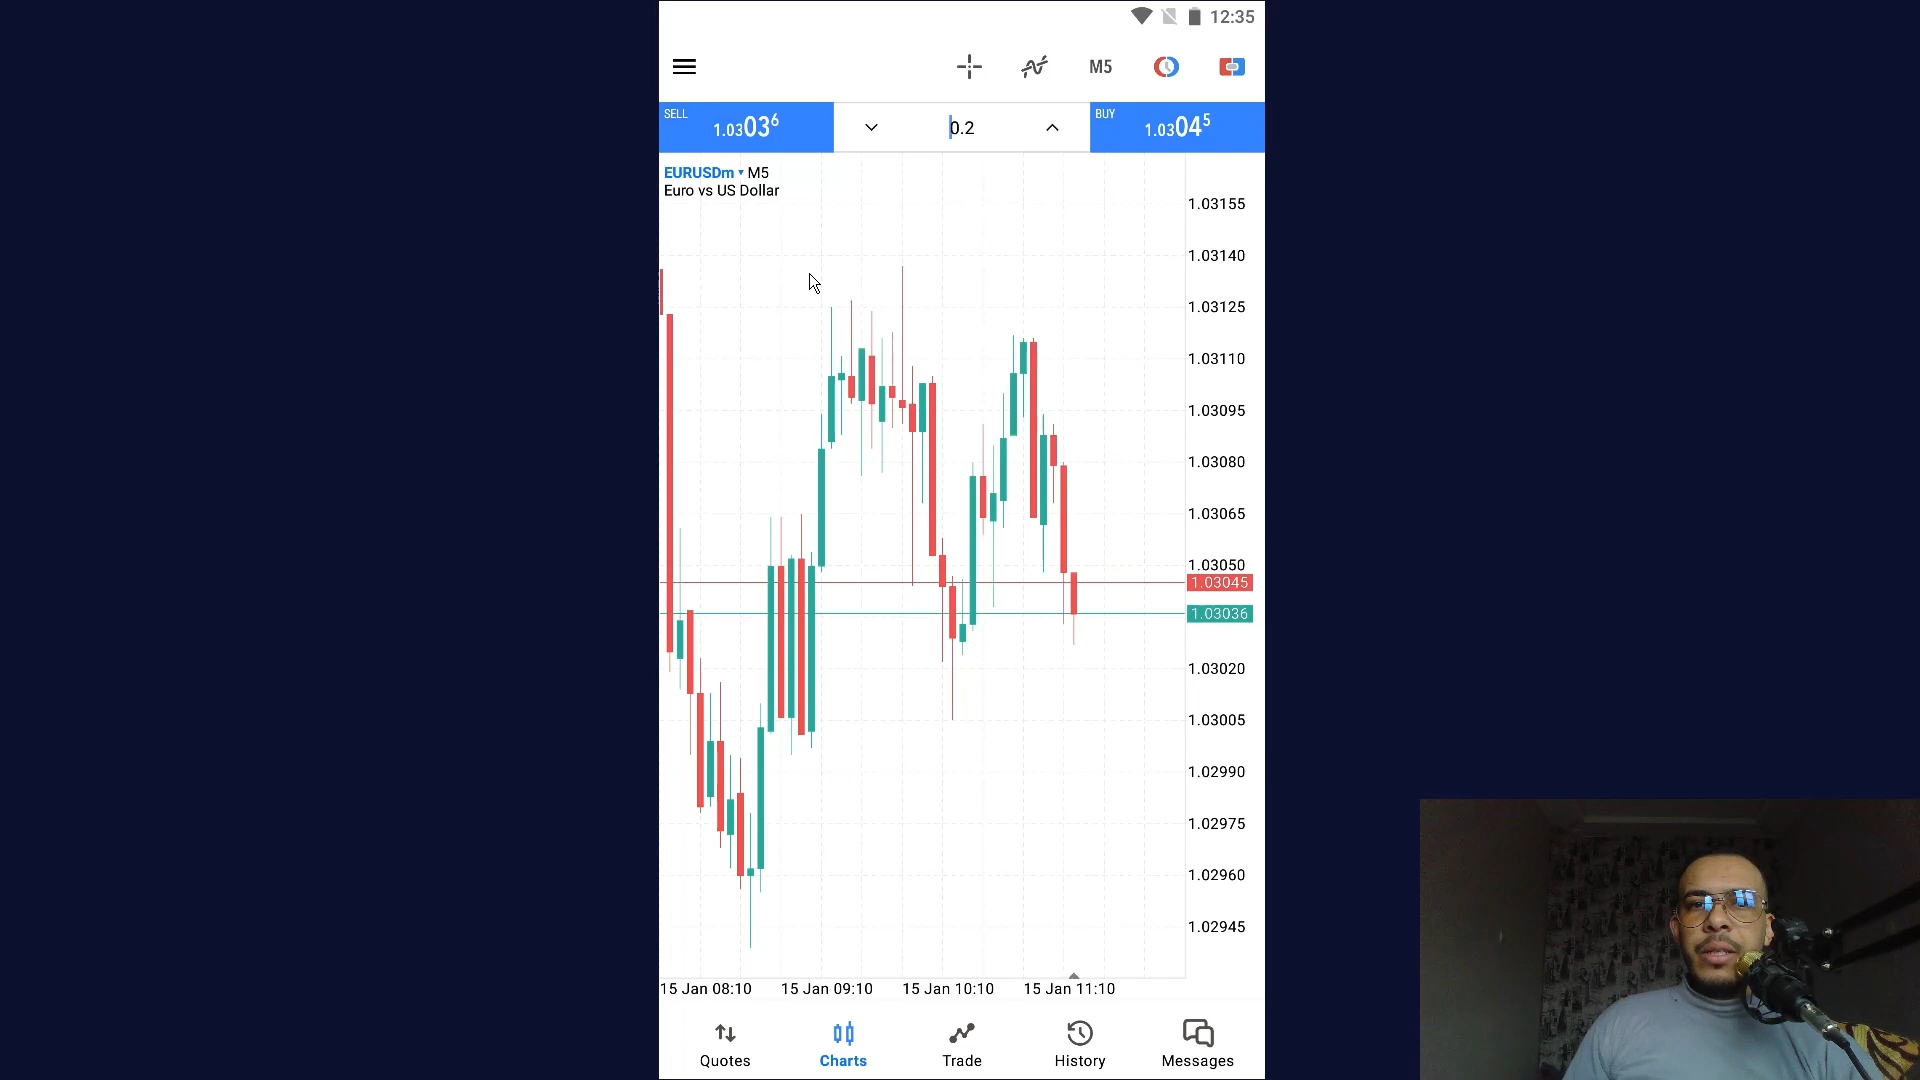 12:35
M5
SELL
1.03036
0.2
BUY
1.03045
EURUSDm ▾ M5
Euro vs US Dollar
1.03155
1.03140
1.03125
1.03110
1.03095
1.03080
1.03065
1.03050
1.03045
1.03036
1.03020
1.03005
1.02990
1.02975
1.02960
1.02945
15 Jan 08:10
15 Jan 09:10
15 Jan 10:10
15 Jan 11:10
Quotes
Charts
Trade
History
Messages